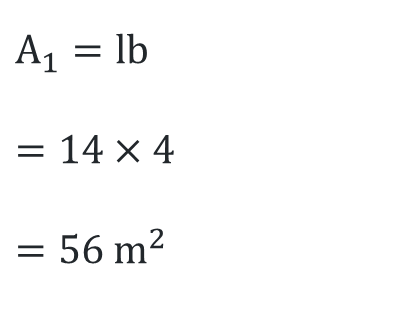 A₁ = lb
= 14 × 4
= 56 m²